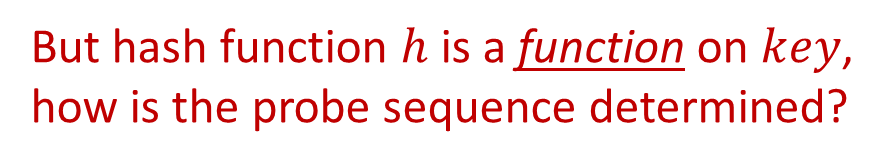 But hash function h is a function on key,
how is the probe sequence determined?